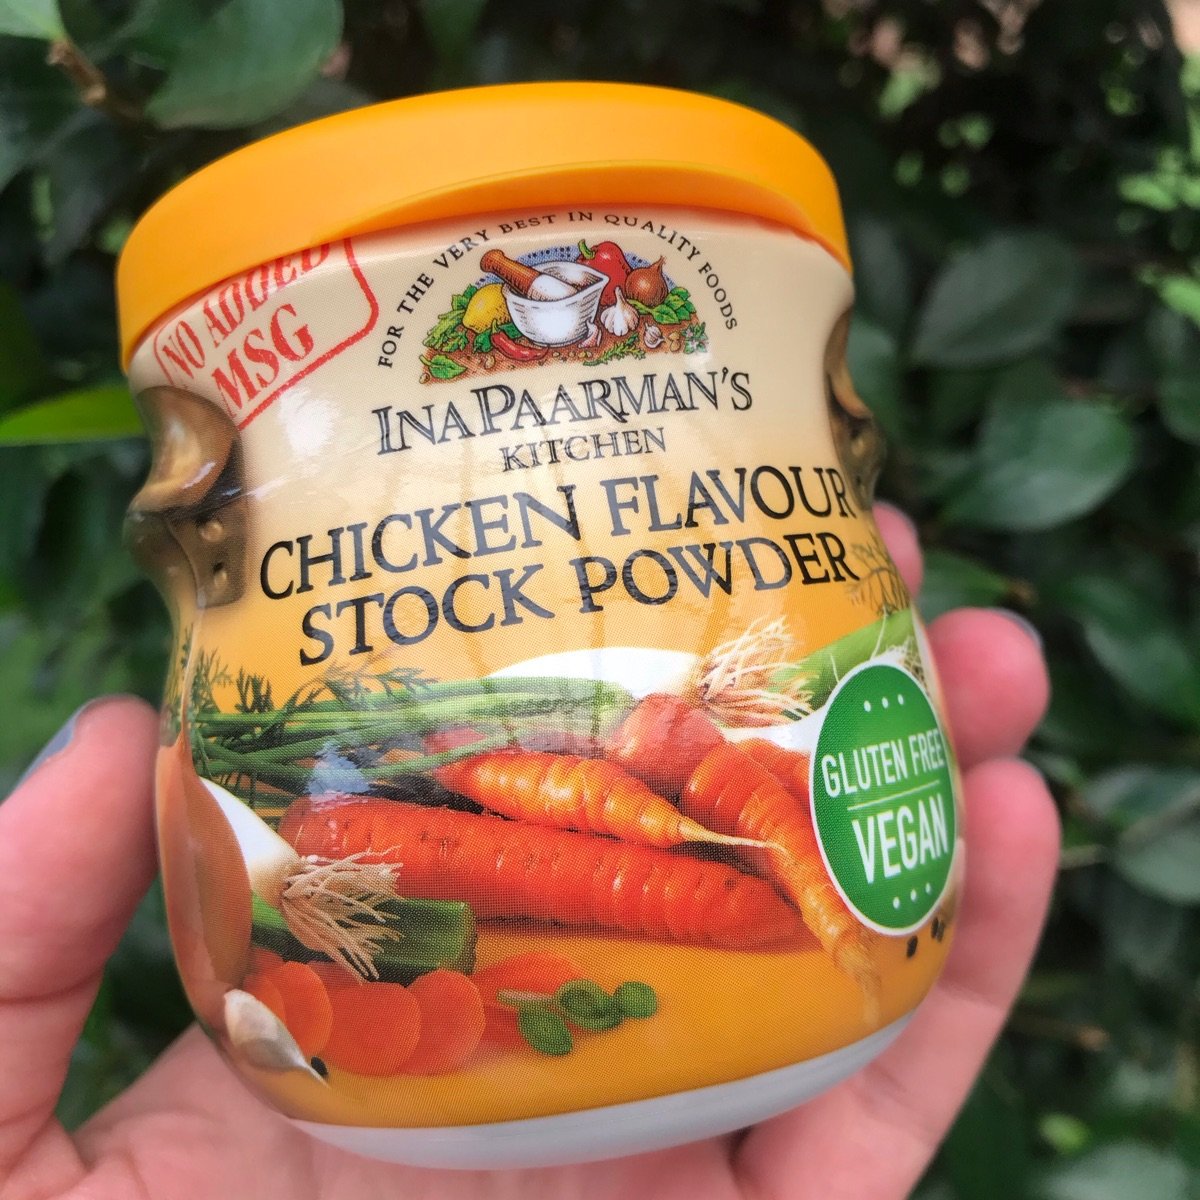 FOR THE VERY BEST IN QUALITY FOODS
NO ADDED
MSG
INA PAARMAN'S
KITCHEN
CHICKEN FLAVOUR
STOCK POWDER
GLUTEN FREE
VEGAN